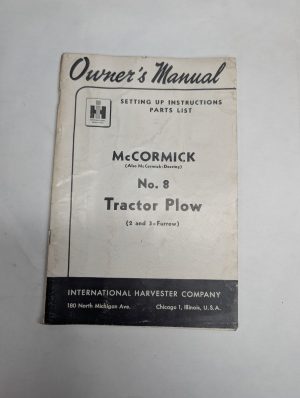 Owner's Manual
IH
SETTING UP INSTRUCTIONS
PARTS LIST
McCORMICK
(Also McCormick-Deering)
No. 8
Tractor Plow
(2 and 3-Furrow)
INTERNATIONAL HARVESTER COMPANY
180 North Michigan Ave. Chicago 1, Illinois, U.S.A.